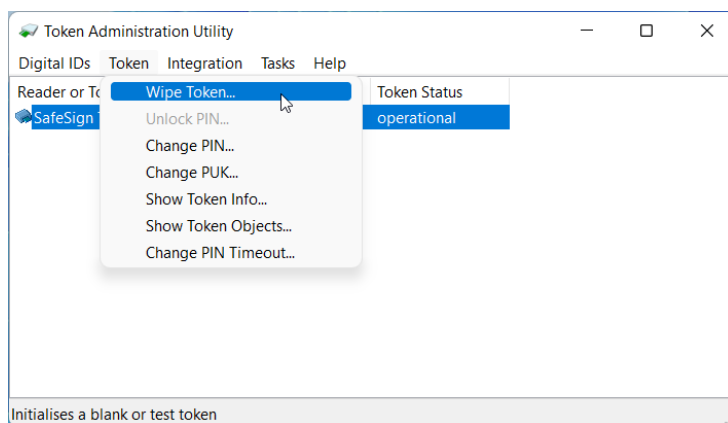 Token Administration Utility
Digital IDs Token Integration Tasks Help
Reader or To Token Status
SafeSign operational
Wipe Token...
Unlock PIN...
Change PIN...
Change PUK...
Show Token Info...
Show Token Objects...
Change PIN Timeout...
Initialises a blank or test token